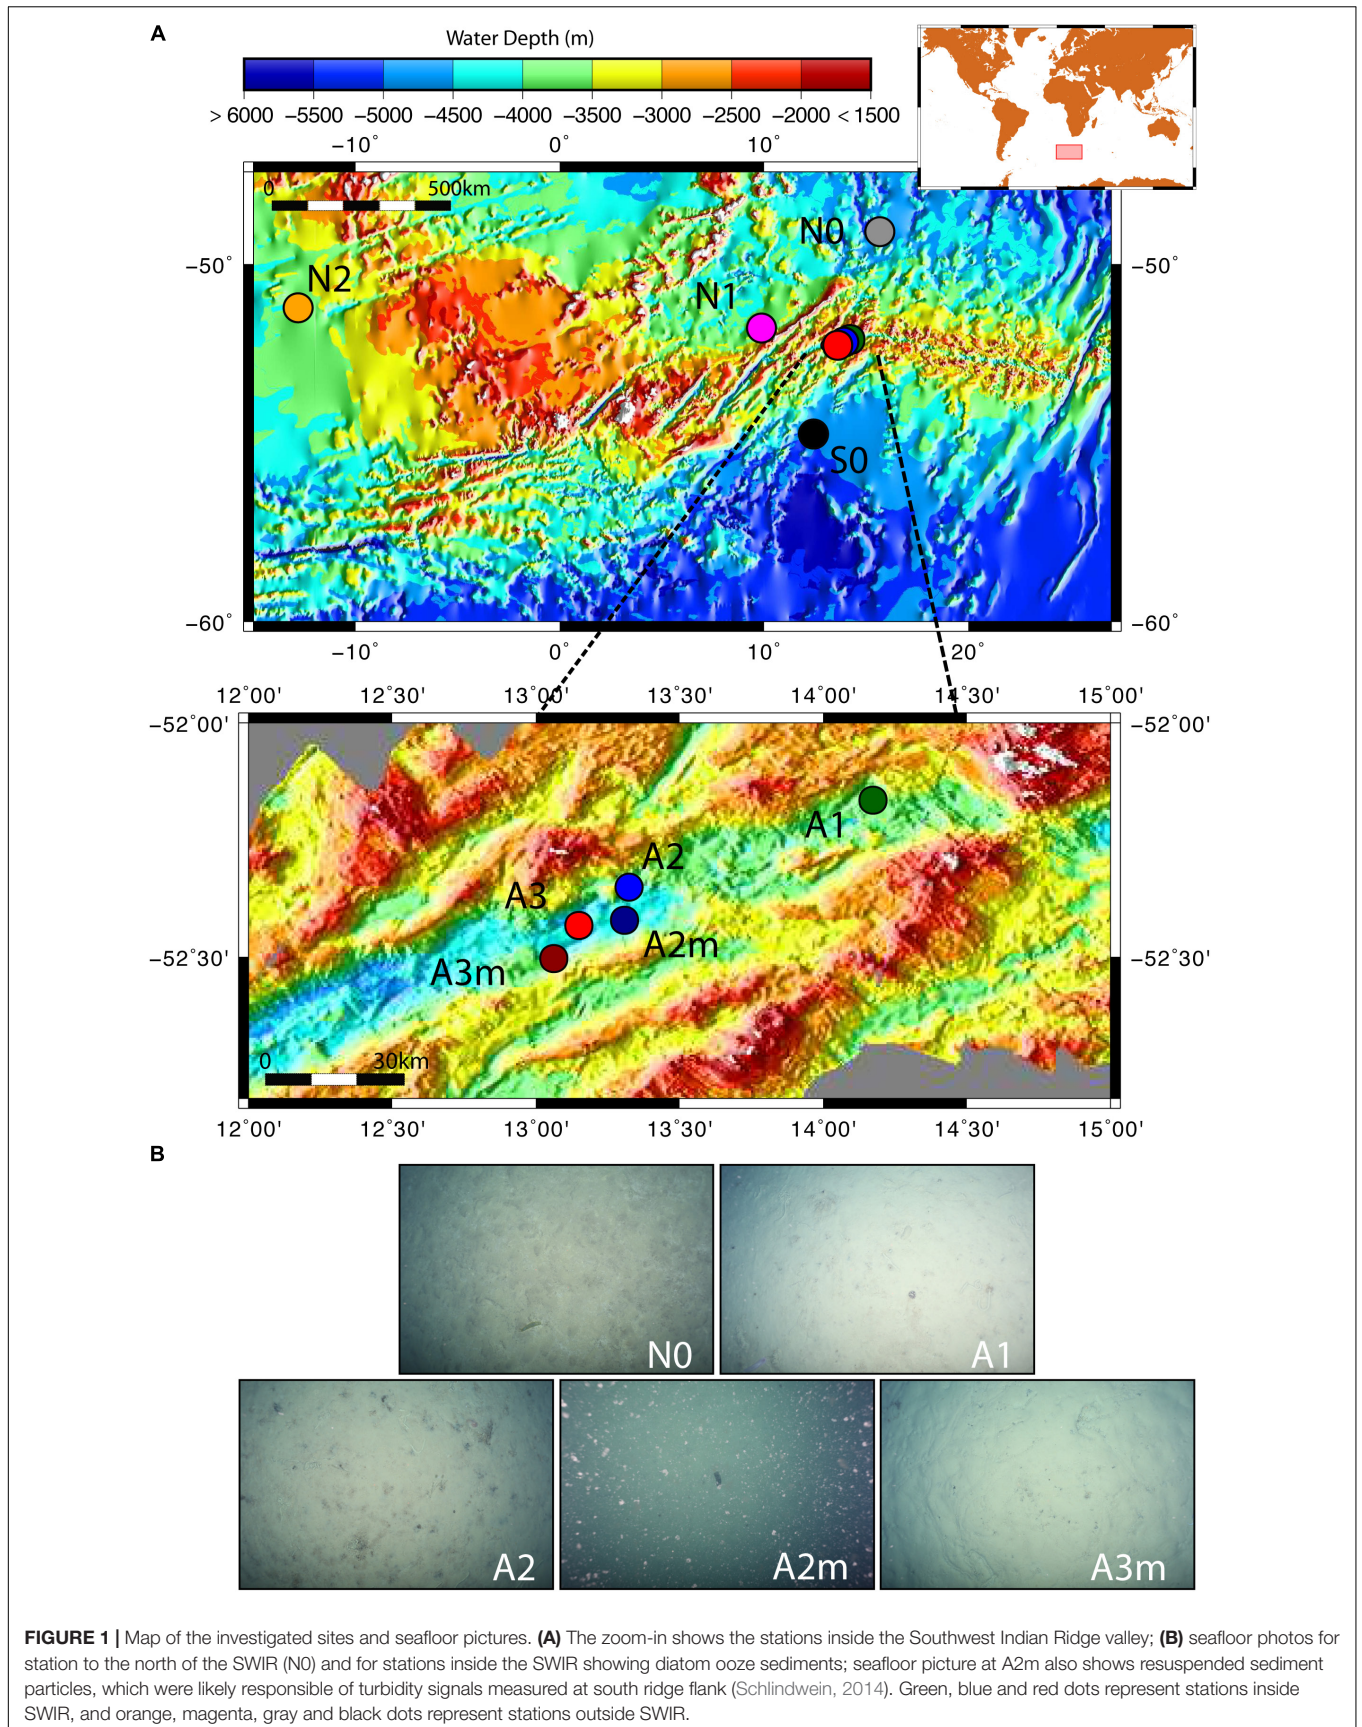 A
Water Depth (m)
> 6000 −5500 −5000 −4500 −4000 −3500 −3000 −2500 −2000 < 1500
−10˚ 0˚ 10˚
0 500km
N0
−50˚ −50˚
N2
N1
S0
−60˚ −60˚
−10˚ 0˚ 10˚ 20˚
12˚00' 12˚30' 13˚00' 13˚30' 14˚00' 14˚30' 15˚00'
−52˚00' −52˚00'
A1
A2
A3
A2m
−52˚30' −52˚30'
A3m
0 30km
12˚00' 12˚30' 13˚00' 13˚30' 14˚00' 14˚30' 15˚00'
B
N0 A1
A2 A2m A3m
FIGURE 1 | Map of the investigated sites and seafloor pictures. (A) The zoom-in shows the stations inside the Southwest Indian Ridge valley; (B) seafloor photos for
station to the north of the SWIR (N0) and for stations inside the SWIR showing diatom ooze sediments; seafloor picture at A2m also shows resuspended sediment
particles, which were likely responsible of turbidity signals measured at south ridge flank (Schlindwein, 2014). Green, blue and red dots represent stations inside
SWIR, and orange, magenta, gray and black dots represent stations outside SWIR.